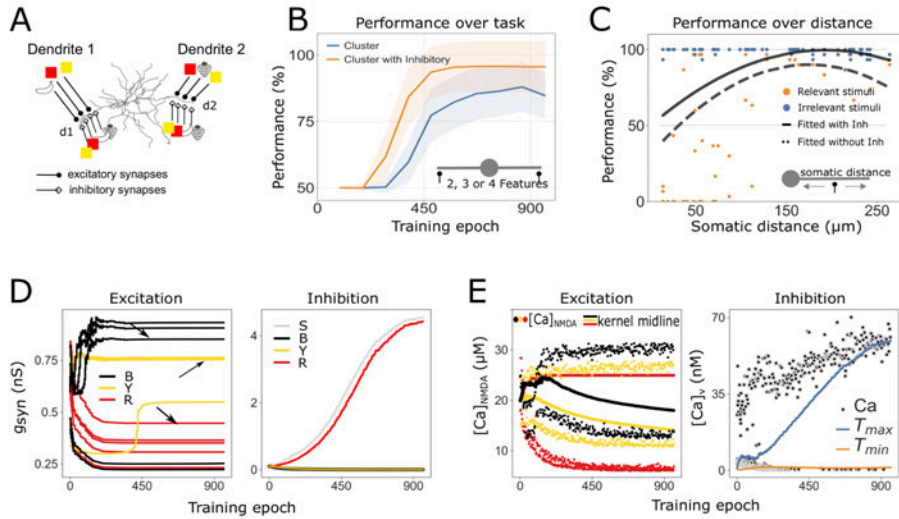 A
Dendrite 1
Dendrite 2
d1
d2
excitatory synapses
inhibitory synapses
B
Performance over task
Cluster
Cluster with Inhibitory
Performance (%)
100
75
50
0
450
900
2, 3 or 4 Features
Training epoch
C
Performance over distance
Performance (%)
100
50
0
50
150
250
Relevant stimuli
Irrelevant stimuli
Fitted with Inh
Fitted without Inh
somatic distance
Somatic distance (μm)
D
Excitation
Inhibition
gsyn (nS)
0.75
0.50
0.25
B
Y
R
0
450
900
4
2
0
S
B
Y
R
0
450
900
Training epoch
E
Excitation
Inhibition
[Ca]NMDA
kernel midline
[Ca]NMDA (μM)
30
20
10
0
450
900
[Ca]v (nM)
70
50
30
10
0
Ca
Tmax
Tmin
0
450
900
Training epoch